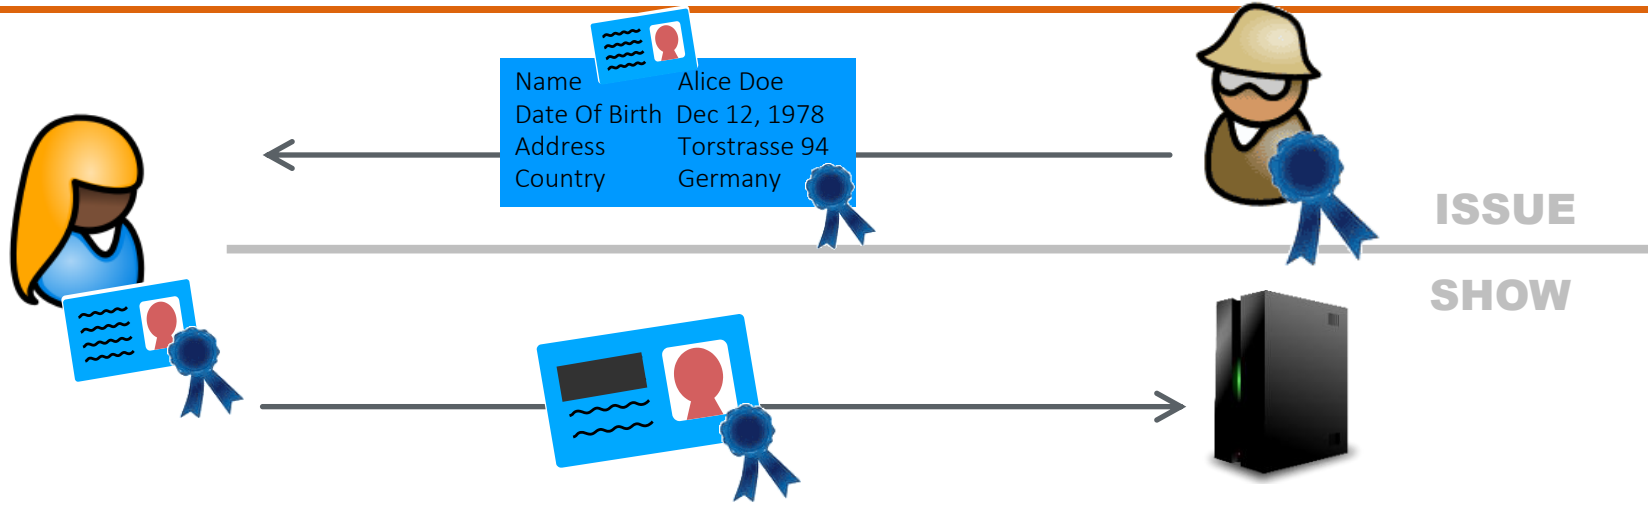 Name Alice Doe
Date Of Birth Dec 12, 1978
Address Torstrasse 94
Country Germany
ISSUE
SHOW